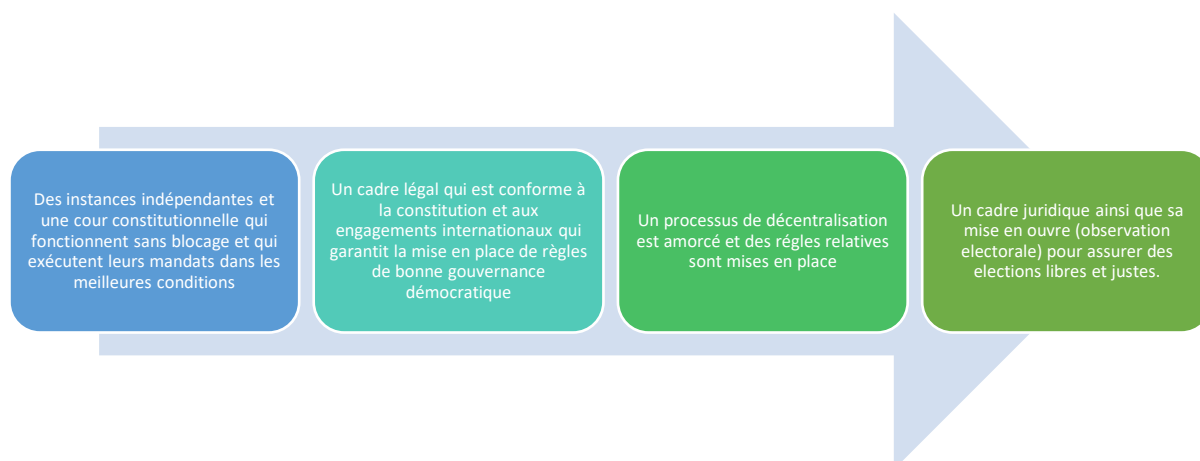 Des instances indépendantes et
une cour constitutionnelle qui
fonctionnent sans blocage et qui
exécutent leurs mandats dans les
meilleures conditions
Un cadre légal qui est conforme à
la constitution et aux
engagements internationaux qui
garantit la mise en place de règles
de bonne gouvernance
démocratique
Un processus de décentralisation
est amorcé et des régles relatives
sont mises en place
Un cadre juridique ainsi que sa
mise en ouvre (observation
electorale) pour assurer des
elections libres et justes.